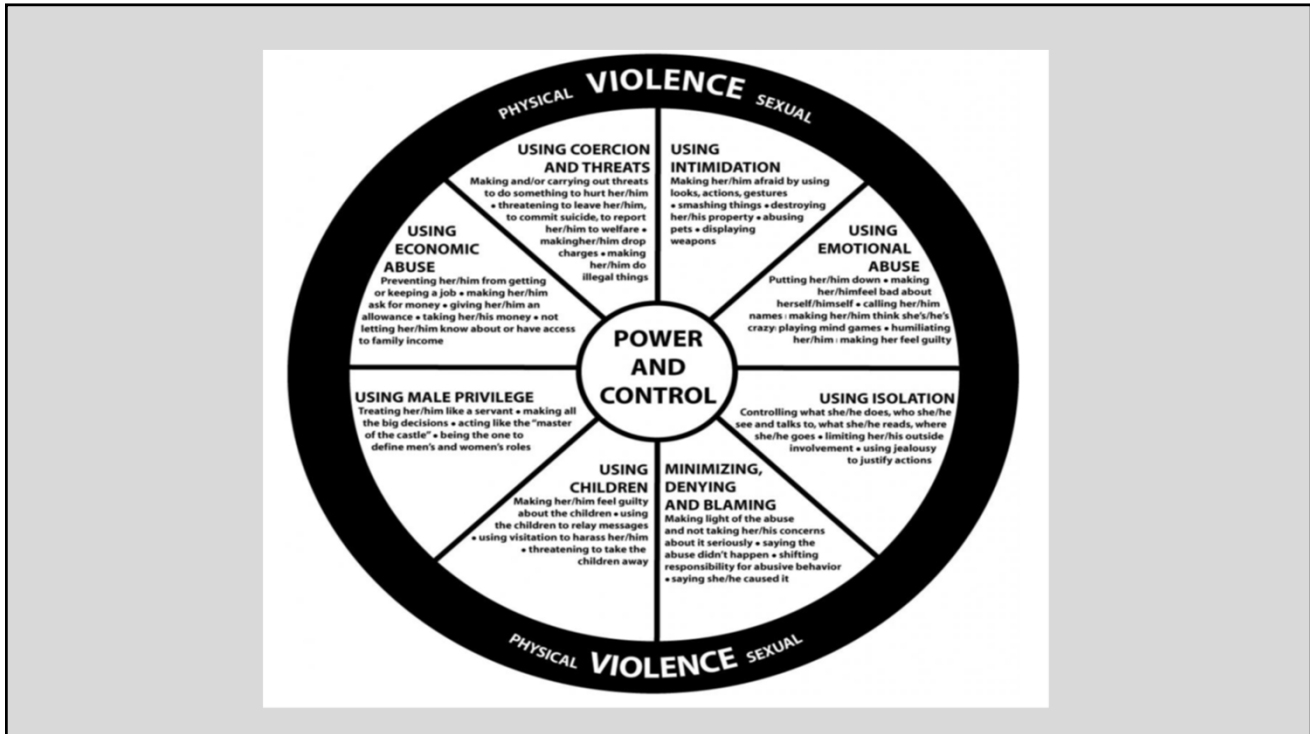 PHYSICAL VIOLENCE SEXUAL
USING COERCION
AND THREATS
Making and/or carrying out threats
to do something to hurt her/him
• threatening to leave her/him,
to commit suicide, to report
her/him to welfare •
makingher/him drop
charges • making
her/him do
illegal things
USING
INTIMIDATION
Making her/him afraid by using
looks, actions, gestures
• smashing things • destroying
her/his property • abusing
pets • displaying
weapons
USING
ECONOMIC
ABUSE
Preventing her/him from getting
or keeping a job • making her/him
ask for money • giving her/him an
allowance • taking her/his money • not
letting her/him know about or have access
to family income
USING
EMOTIONAL
ABUSE
Putting her/him down • making
her/himfeel bad about
herself/himself • calling her/him
names : making her/him think she's/he's
crazy: playing mind games • humiliating
her/him : making her feel guilty
POWER
AND
CONTROL
USING MALE PRIVILEGE
Treating her/him like a servant • making all
the big decisions • acting like the "master
of the castle" • being the one to
define men's and women's roles
USING ISOLATION
Controlling what she/he does, who she/he
see and talks to, what she/he reads, where
she/he goes • limiting her/his outside
involvement • using jealousy
to justify actions
USING
CHILDREN
Making her/him feel guilty
about the children • using
the children to relay messages
• using visitation to harass her/him
• threatening to take the
children away
MINIMIZING,
DENYING
AND BLAMING
Making light of the abuse
and not taking her/his concerns
about it seriously • saying the
abuse didn't happen • shifting
responsibility for abusive behavior
• saying she/he caused it
PHYSICAL VIOLENCE SEXUAL